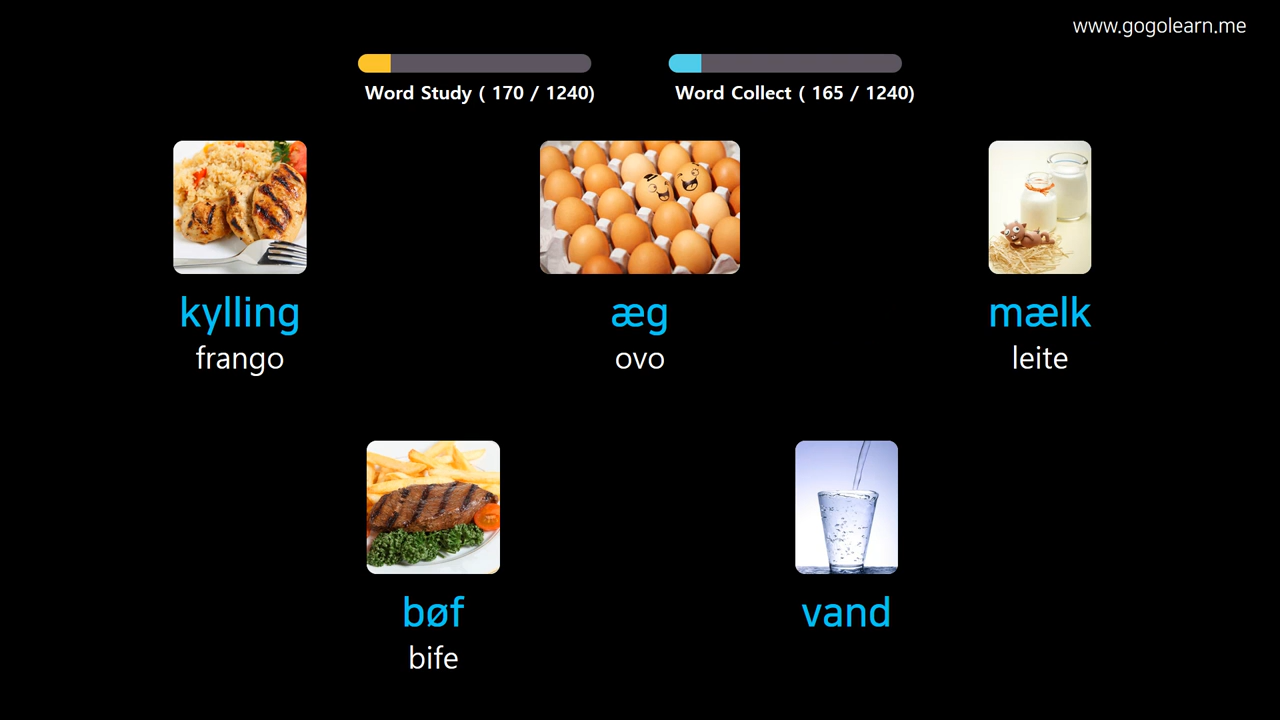 www.gogolearn.me
Word Study ( 170 / 1240)
Word Collect ( 165 / 1240)
kylling
frango
æg
ovo
mælk
leite
bøf
bife
vand